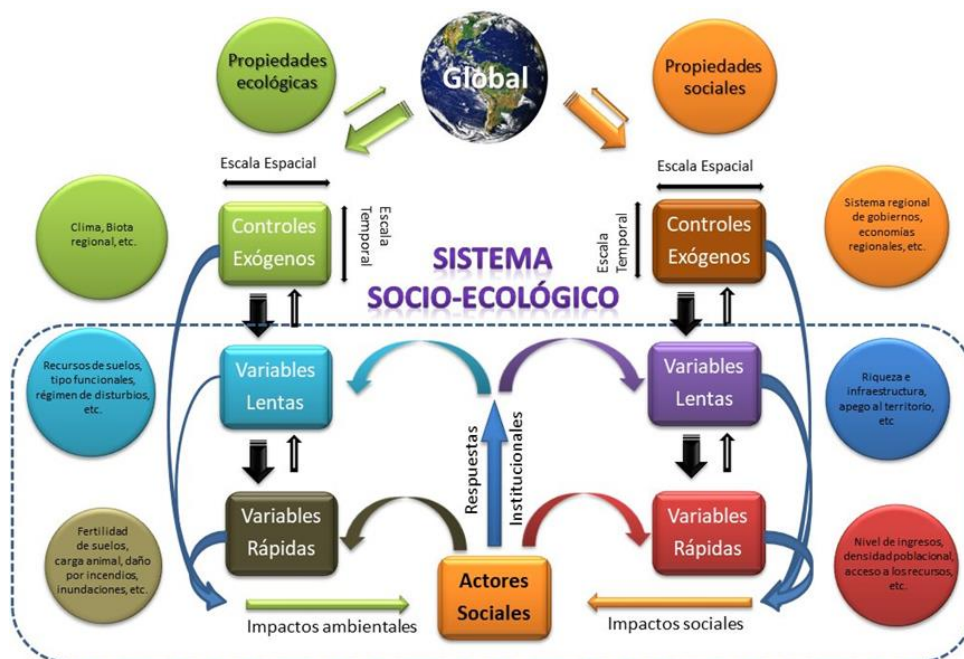 Propiedades
ecológicas
Global
Propiedades
sociales
Escala Espacial
Escala Espacial
Clima, Biota
regional, etc.
Controles
Exógenos
Escala
Temporal
Escala
Temporal
Controles
Exógenos
Sistema regional
de gobiernos,
economías
regionales, etc.
SISTEMA
SOCIO-ECOLÓGICO
Recursos de suelos,
tipo funcionales,
régimen de disturbios,
etc.
Variables
Lentas
Variables
Lentas
Riqueza e
infraestructura,
apego al territorio,
etc
Respuestas
Institucionales
Fertilidad
de suelos,
carga animal, daño
por incendios,
inundaciones, etc.
Variables
Rápidas
Variables
Rápidas
Nivel de ingresos,
densidad poblacional,
acceso a los recursos,
etc.
Actores
Sociales
Impactos ambientales
Impactos sociales